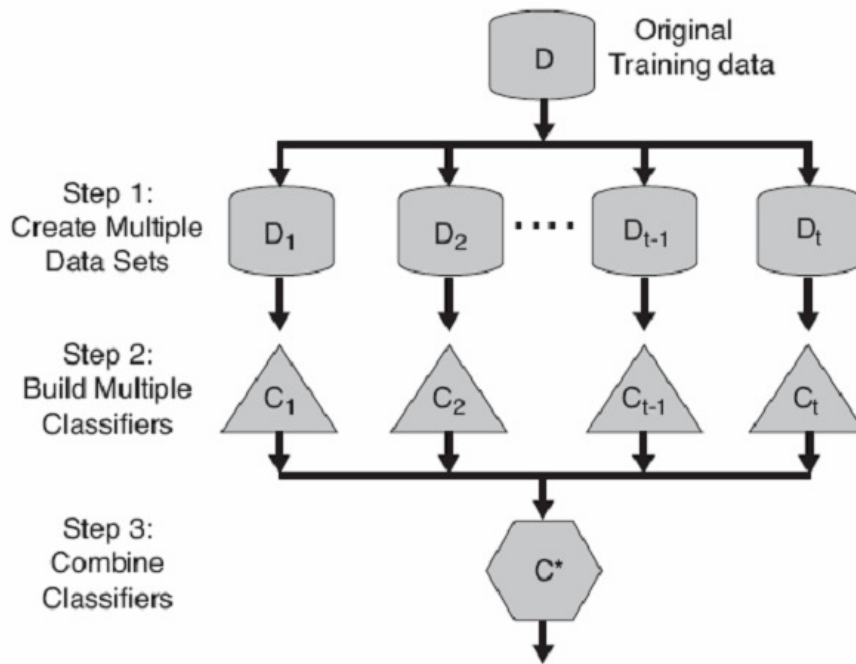 D
Original
Training data
Step 1:
Create Multiple
Data Sets
D1
D2
.....
Dt-1
Dt
Step 2:
Build Multiple
Classifiers
C1
C2
Ct-1
Ct
Step 3:
Combine
Classifiers
C*